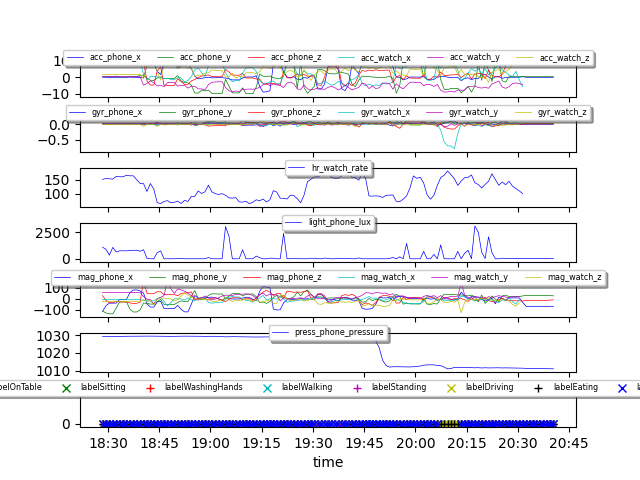 acc_phone_x acc_phone_y acc_phone_z acc_watch_x acc_watch_y acc_watch_z
0
−10
gyr_phone_x gyr_phone_y gyr_phone_z gyr_watch_x gyr_watch_y gyr_watch_z
0.0
−0.5
hr_watch_rate
150
100
light_phone_lux
2500
0
mag_phone_x mag_phone_y mag_phone_z mag_watch_x mag_watch_y mag_watch_z
100
0
−100
press_phone_pressure
1030
1020
1010
elOnTable labelSitting labelWashingHands labelWalking labelStanding labelDriving labelEating
0
18:30 18:45 19:00 19:15 19:30 19:45 20:00 20:15 20:30 20:45
time